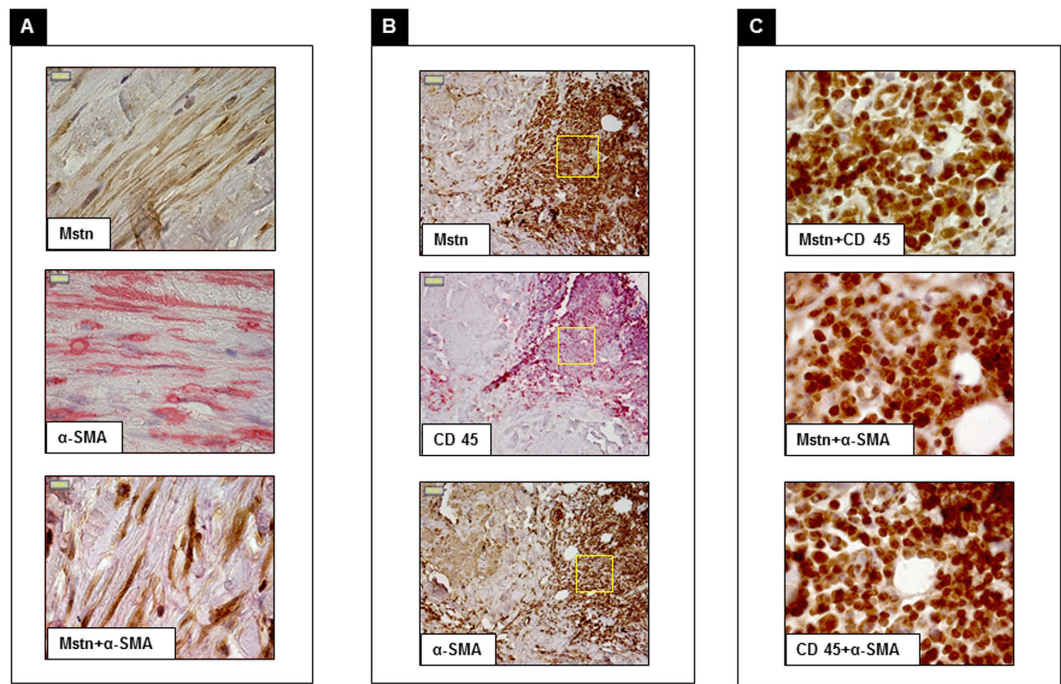 A
Mstn
α-SMA
Mstn+α-SMA
B
Mstn
CD 45
α-SMA
C
Mstn+CD 45
Mstn+α-SMA
CD 45+α-SMA